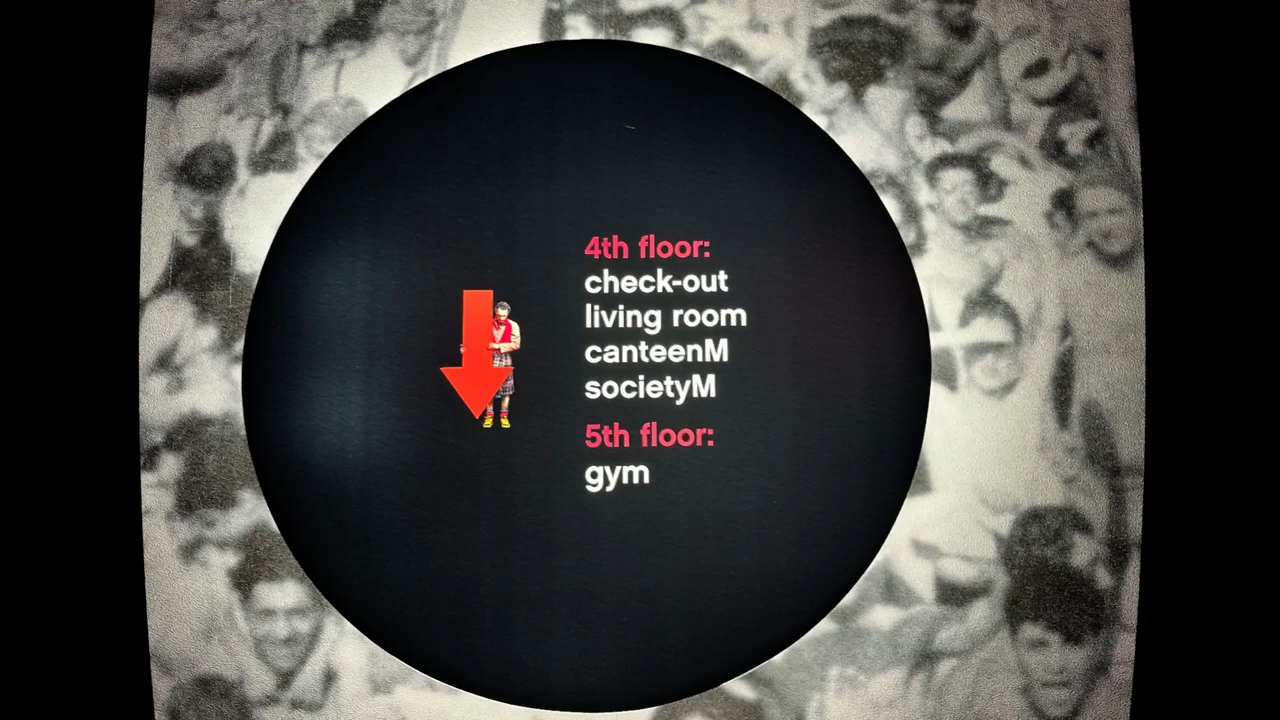 4th floor:
check-out
living room
canteenM
societyM
5th floor:
gym